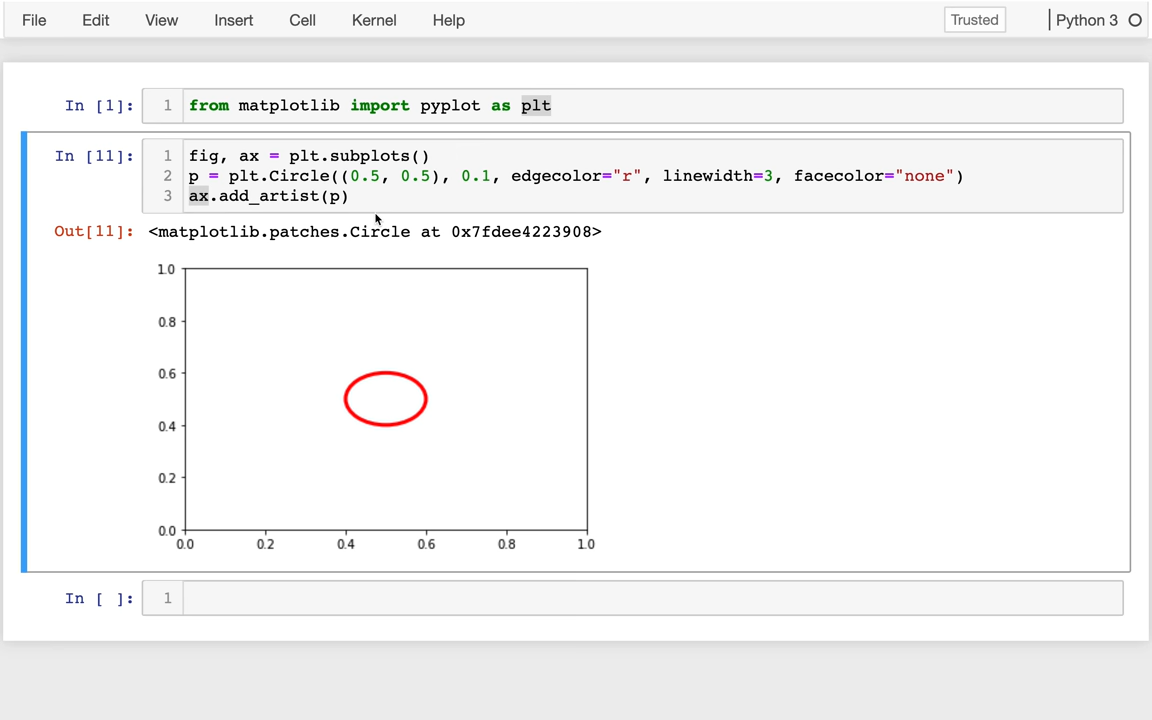 File Edit View Insert Cell Kernel Help Trusted Python 3
In [1]: 1 from matplotlib import pyplot as plt
In [11]: 1 fig, ax = plt.subplots()
2 p = plt.Circle((0.5, 0.5), 0.1, edgecolor="r", linewidth=3, facecolor="none")
3 ax.add_artist(p)
Out[11]: <matplotlib.patches.Circle at 0x7fdee4223908>
1.0
0.8
0.6
0.4
0.2
0.0
0.0 0.2 0.4 0.6 0.8 1.0
In [ ]: 1